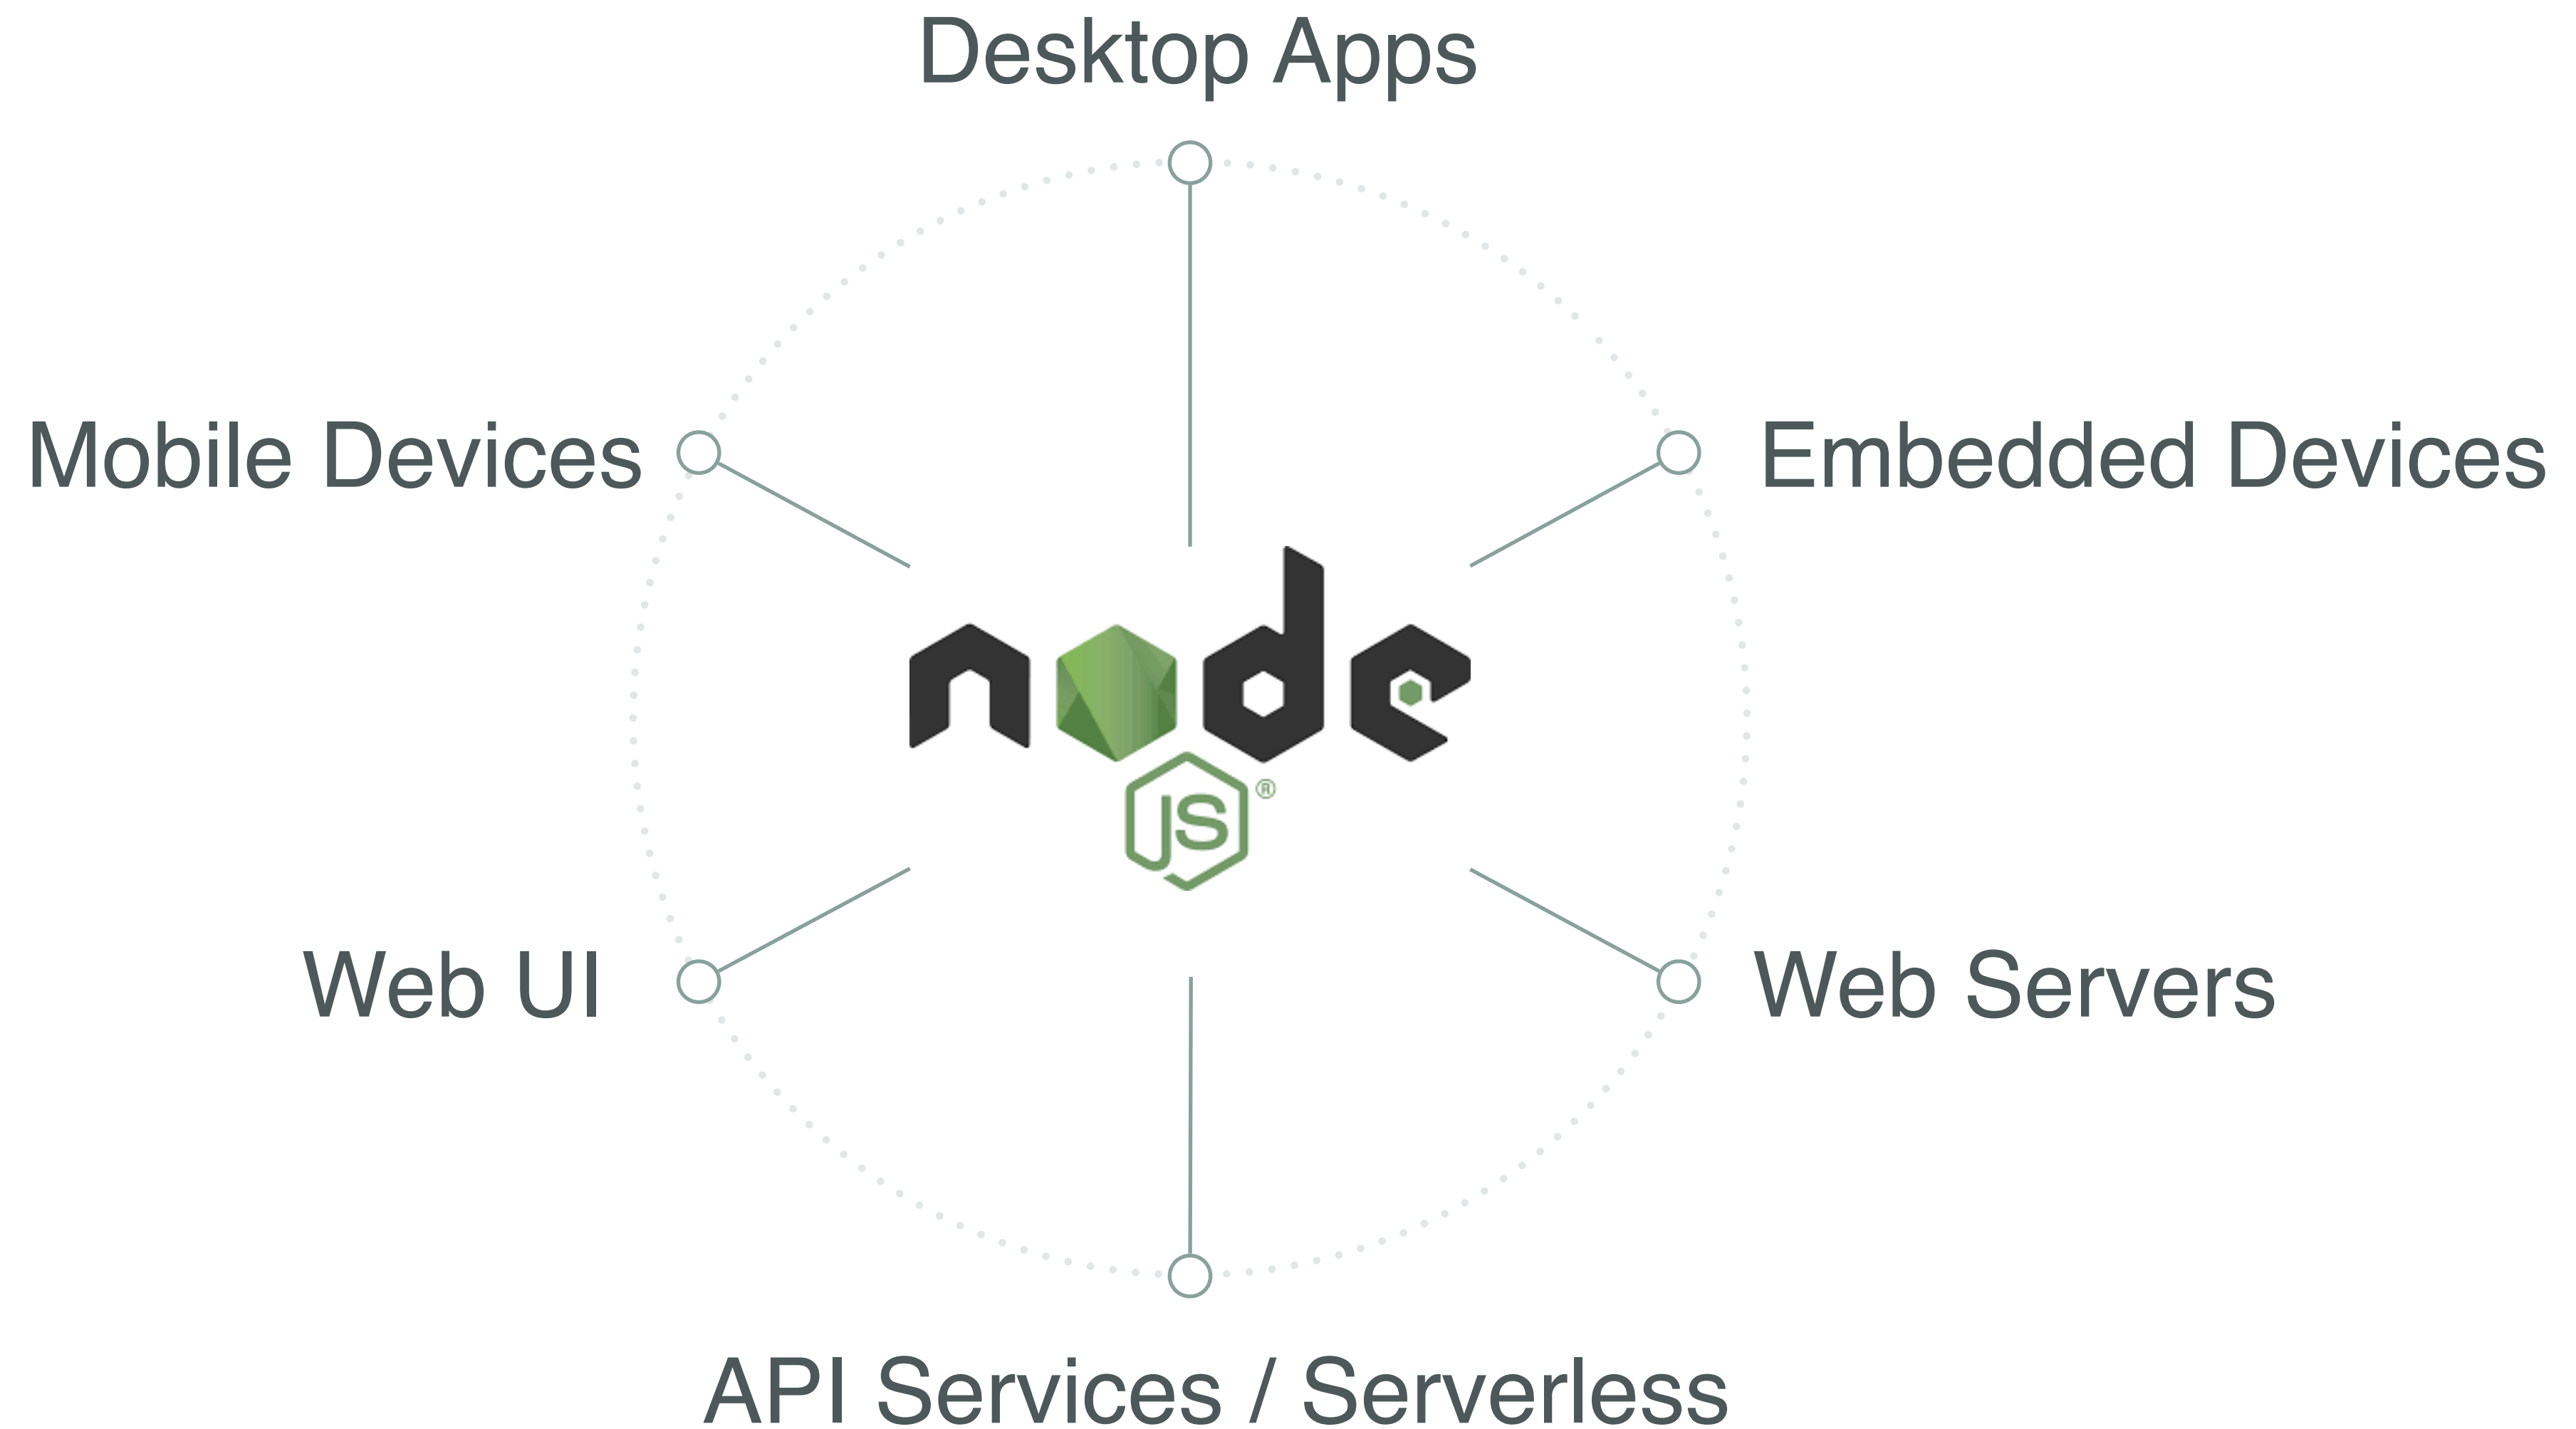 Desktop Apps
Mobile Devices
Embedded Devices
node
JS ®
Web UI
Web Servers
API Services / Serverless